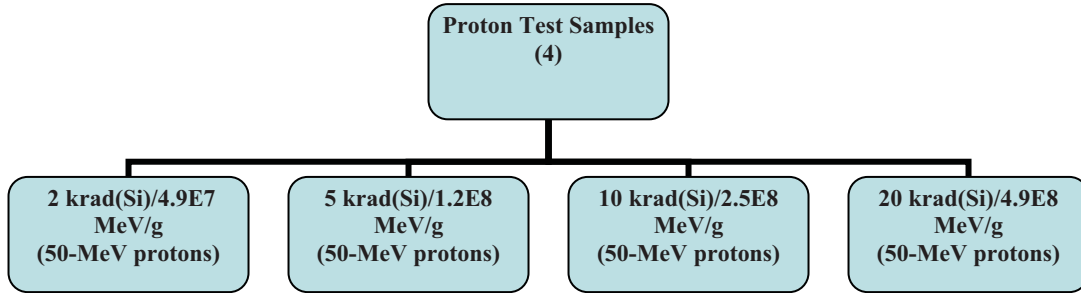 Proton Test Samples
(4)
2 krad(Si)/4.9E7
MeV/g
(50-MeV protons)
5 krad(Si)/1.2E8
MeV/g
(50-MeV protons)
10 krad(Si)/2.5E8
MeV/g
(50-MeV protons)
20 krad(Si)/4.9E8
MeV/g
(50-MeV protons)